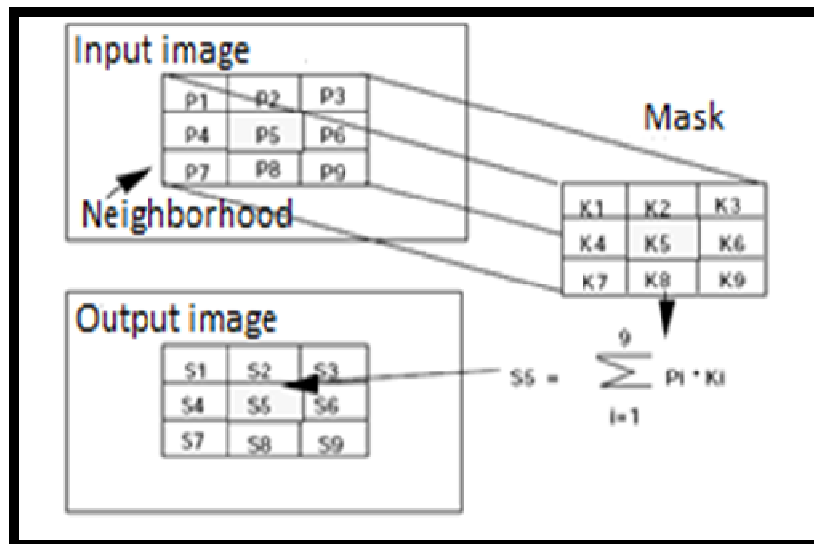 Input image
P1 P2 P3
P4 P5 P6
P7 P8 P9
Neighborhood
Mask
K1 K2 K3
K4 K5 K6
K7 K8 K9
Output image
S1 S2 S3
S4 S5 S6
S7 S8 S9
9
S5 = ∑ Pi * Ki
i=1